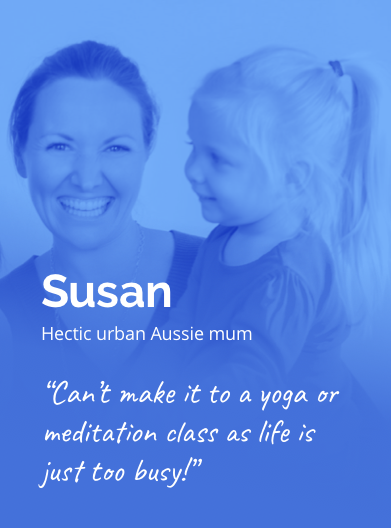 Susan
Hectic urban Aussie mum
“Can’t make it to a yoga or
meditation class as life is
just too busy!”